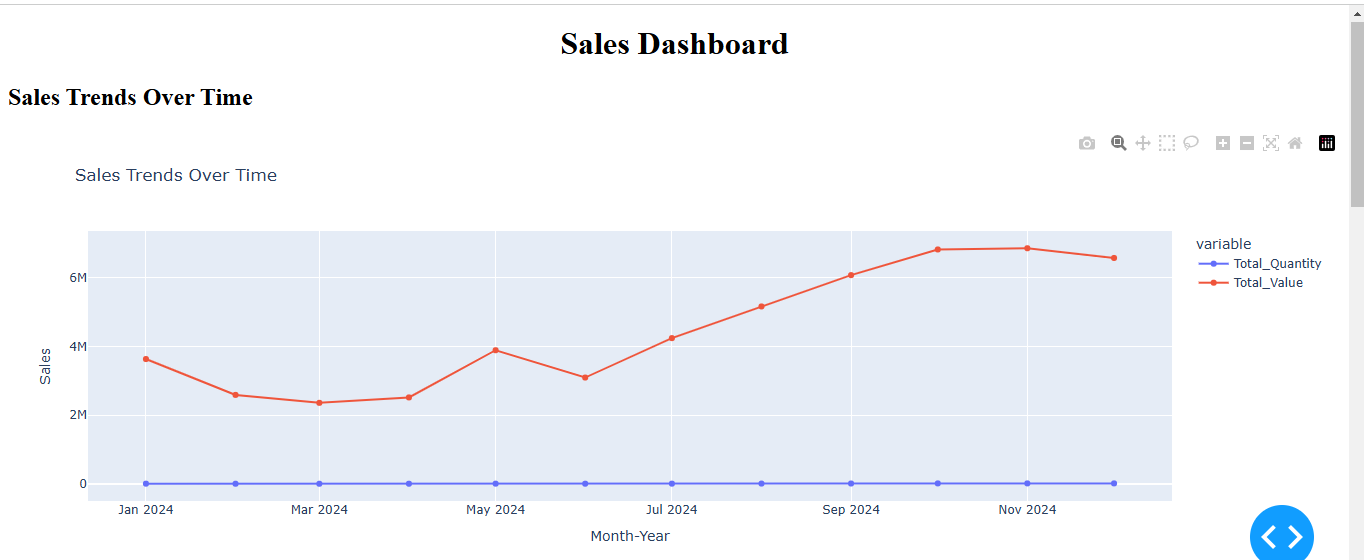 Sales Dashboard
Sales Trends Over Time
Sales Trends Over Time
variable
Total_Quantity
Total_Value
6M
4M
2M
0
Sales
Jan 2024 Mar 2024 May 2024 Jul 2024 Sep 2024 Nov 2024
Month-Year